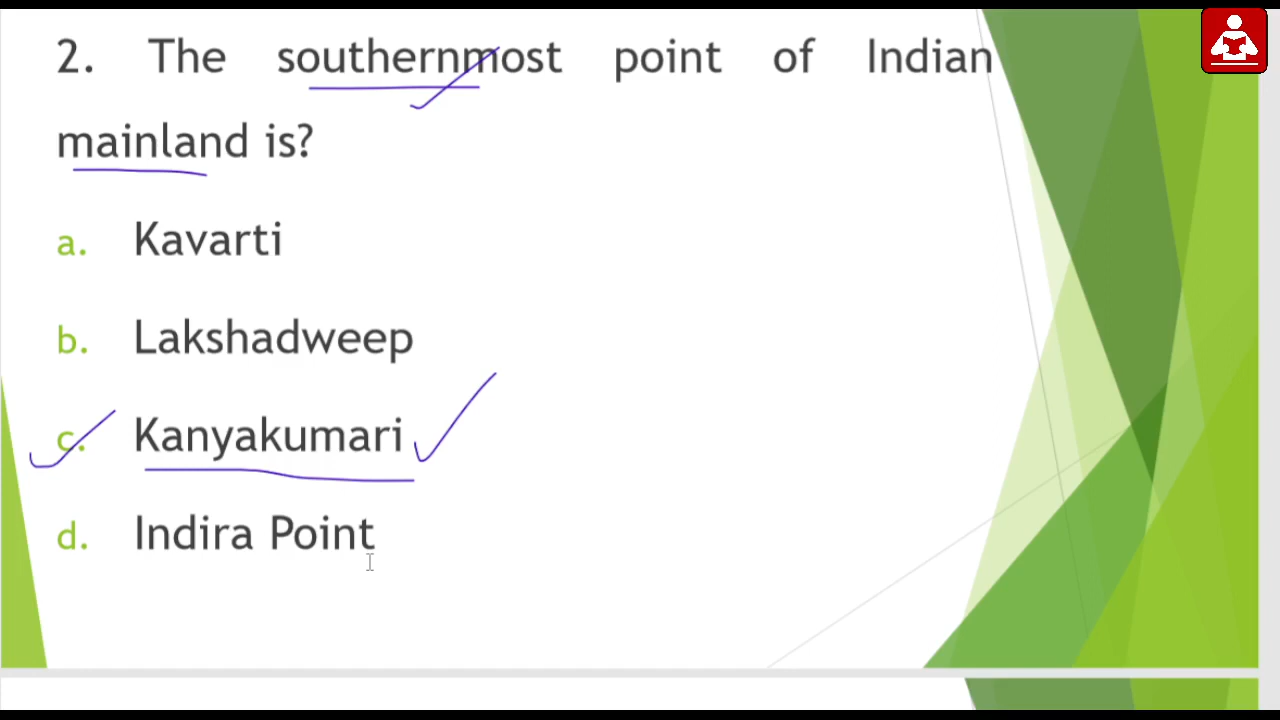 2. The southernmost point of Indian
mainland is?
a. Kavarti
b. Lakshadweep
c. Kanyakumari
d. Indira Point